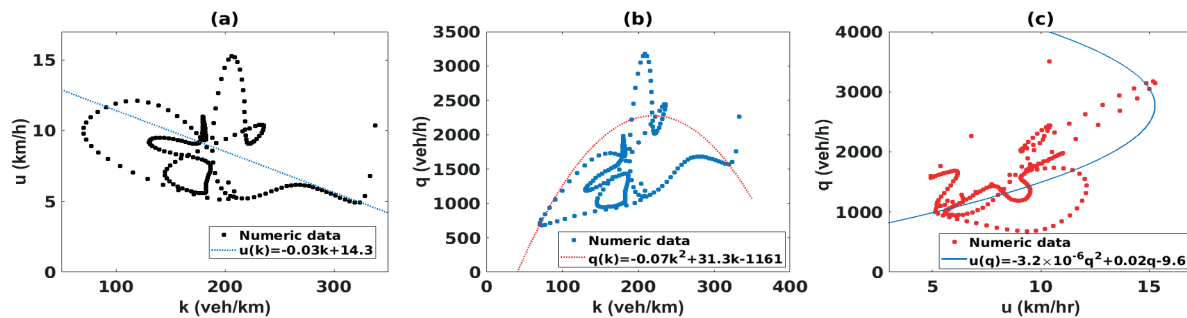 (a)
15
10
5
0
u (km/h)
100
200
300
k (veh/km)
Numeric data
u(k)=-0.03k+14.3
(b)
3500
3000
2500
2000
1500
1000
500
0
q (veh/h)
0
100
200
300
400
k (veh/km)
Numeric data
q(k)=-0.07k²+31.3k-1161
(c)
4000
3000
2000
1000
0
q (veh/h)
5
10
15
u (km/hr)
Numeric data
u(q)=-3.2×10⁻⁶q²+0.02q-9.6